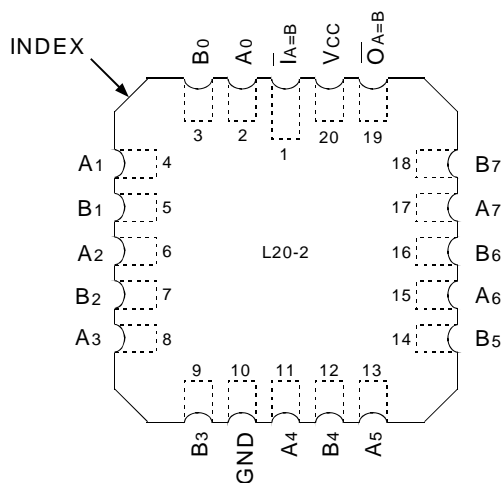 INDEX
B0 A0 I̅A=B VCC O̅A=B
3 2 1 20 19
A1 4 18 B7
B1 5 17 A7
A2 6 L20-2 16 B6
B2 7 15 A6
A3 8 14 B5
9 10 11 12 13
B3 GND A4 B4 A5